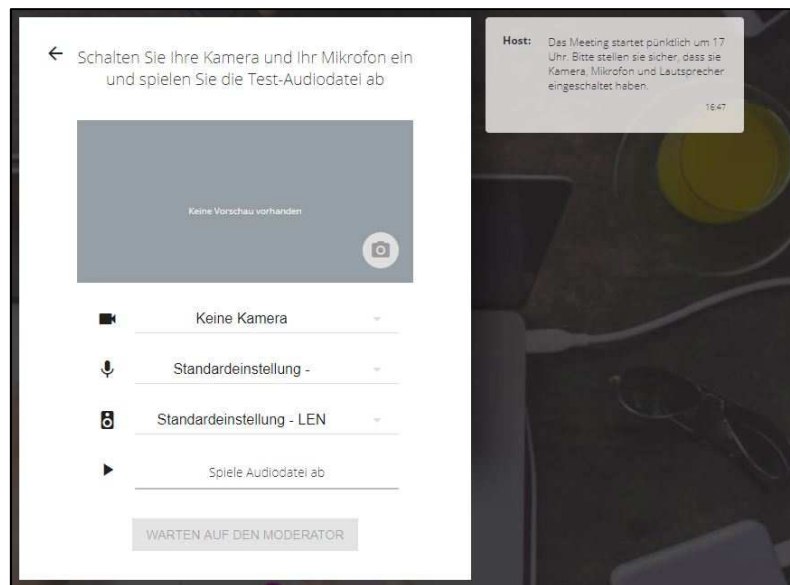 Schalten Sie Ihre Kamera und Ihr Mikrofon ein
und spielen Sie die Test-Audiodatei ab
Keine Vorschau vorhanden
Keine Kamera
Standardeinstellung -
Standardeinstellung - LEN
Spiele Audiodatei ab
WARTEN AUF DEN MODERATOR
Host: Das Meeting startet pünktlich um 17
Uhr. Bitte stellen sie sicher, dass sie
Kamera, Mikrofon und Lautsprecher
eingeschaltet haben.
16:47